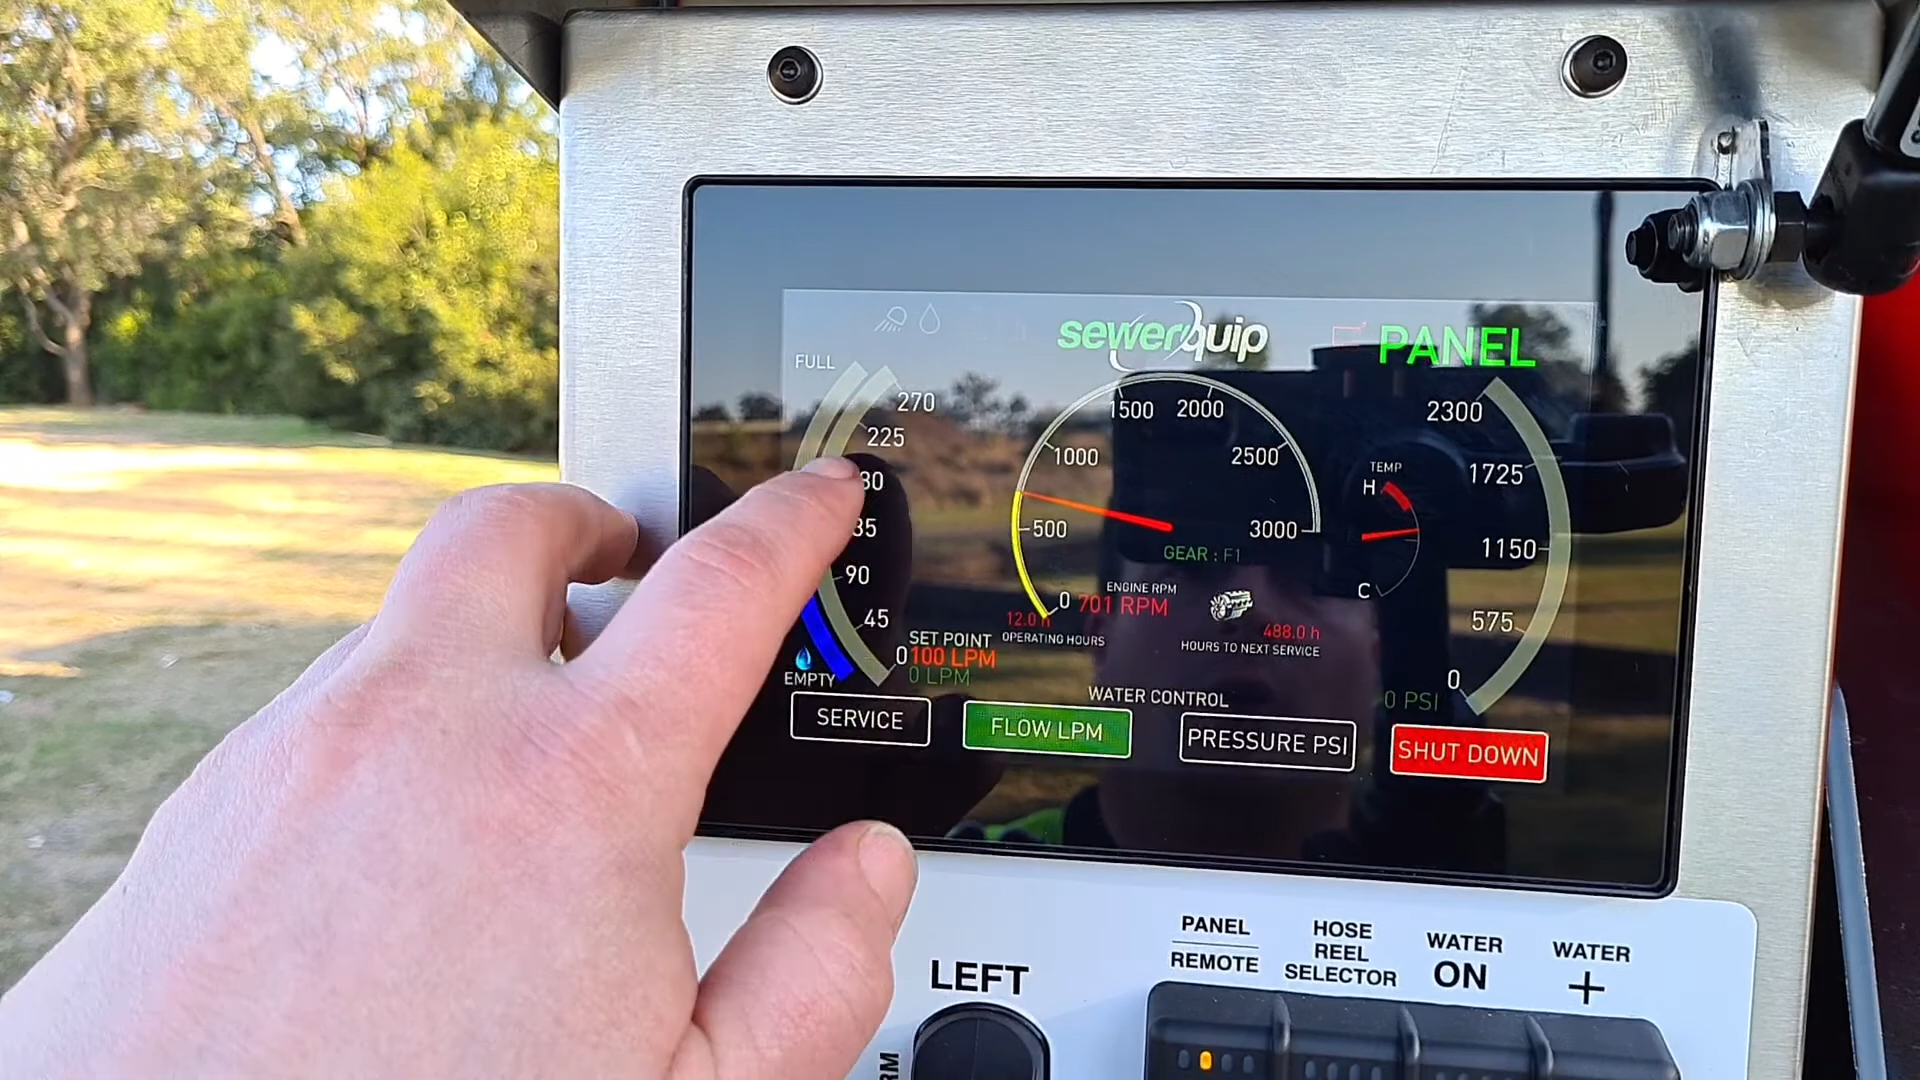 sewerquip
PANEL
FULL
270
225
90
45
0
EMPTY
SET POINT
100 LPM
0 LPM
0
500
1000
1500
2000
2500
3000
GEAR : F1
ENGINE RPM
701 RPM
12.0 h
OPERATING HOURS
488.0 h
HOURS TO NEXT SERVICE
TEMP
H
C
2300
1725
1150
575
0
0 PSI
WATER CONTROL
SERVICE
FLOW LPM
PRESSURE PSI
SHUT DOWN
LEFT
PANEL
REMOTE
HOSE
REEL
SELECTOR
WATER
ON
WATER
+